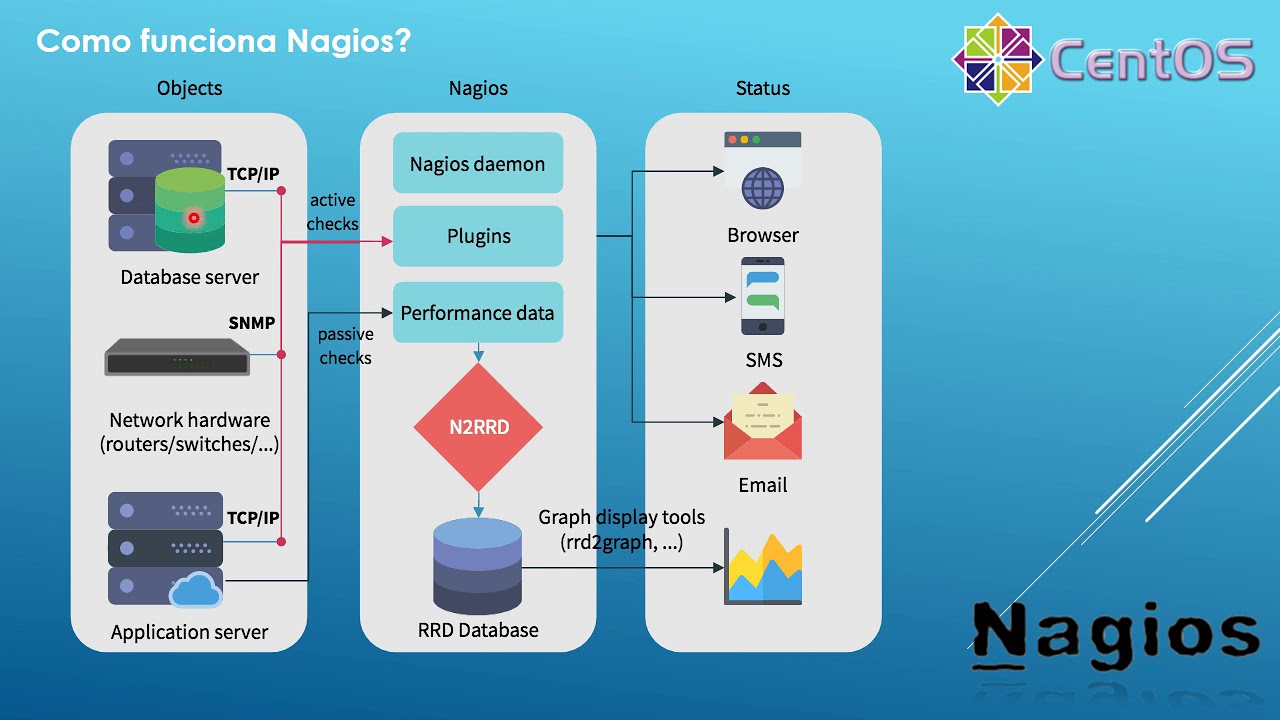 Como funciona Nagios?
CentOS
Objects
Nagios
Status
TCP/IP
Database server
SNMP
Network hardware
(routers/switches/...)
TCP/IP
Application server
active
checks
passive
checks
Nagios daemon
Plugins
Performance data
N2RRD
RRD Database
Graph display tools
(rrd2graph, ...)
Browser
SMS
Email
Nagios